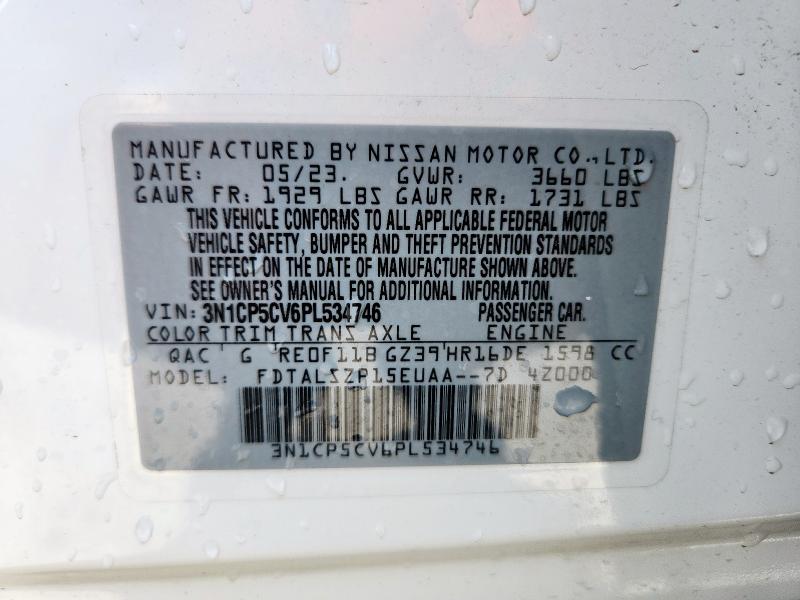 MANUFACTURED BY NISSAN MOTOR CO.,LTD.
DATE: 05/23. GVWR: 3660 LBS
GAWR FR: 1929 LBS GAWR RR: 1731 LBS
THIS VEHICLE CONFORMS TO ALL APPLICABLE FEDERAL MOTOR
VEHICLE SAFETY, BUMPER AND THEFT PREVENTION STANDARDS
IN EFFECT ON THE DATE OF MANUFACTURE SHOWN ABOVE.
SEE OWNER'S MANUAL FOR ADDITIONAL INFORMATION.
VIN: 3N1CP5CV6PL534746 PASSENGER CAR.
COLOR TRIM TRANS AXLE ENGINE
QAC G RE0F11B GZ39 HR16DE 1598 CC
MODEL: FDTALSZP15EUAA--7D 4Z000
3N1CP5CV6PL534746